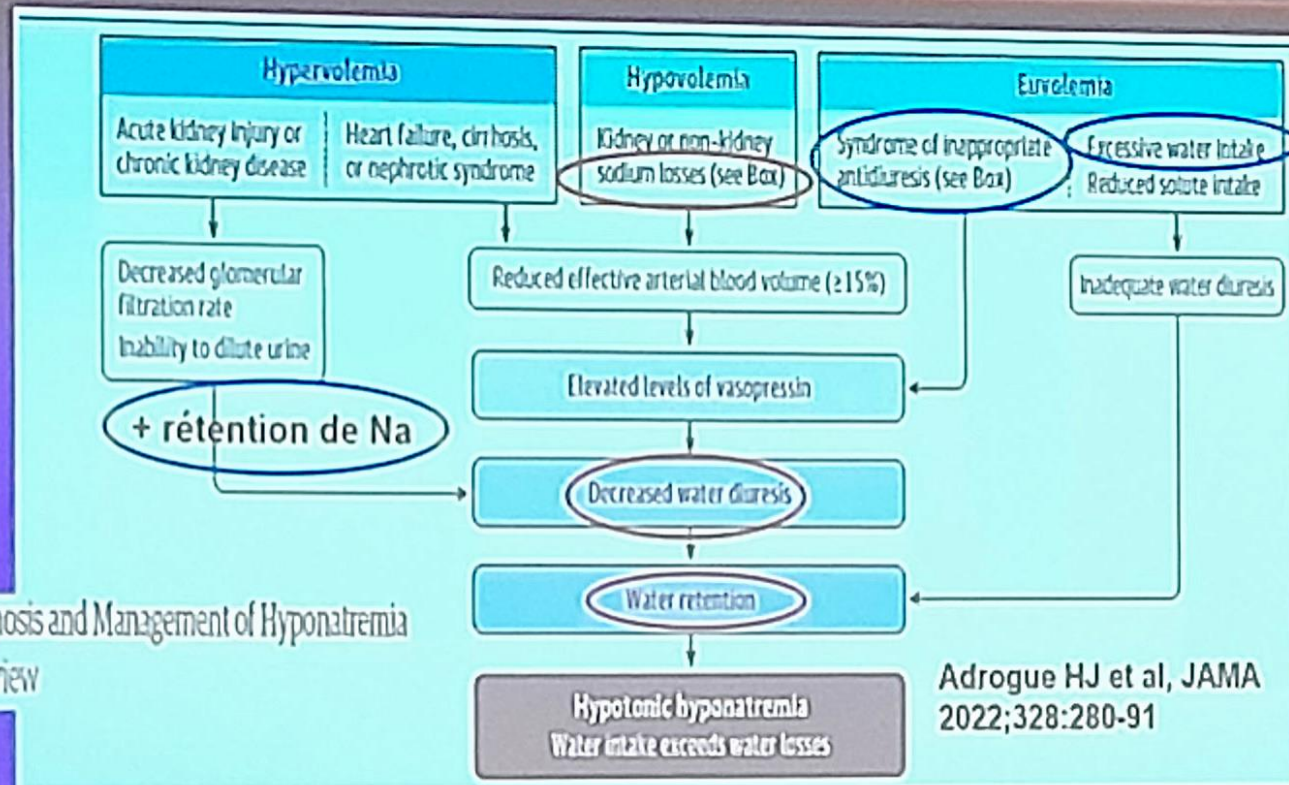 Hypervolemia
Acute kidney injury or
chronic kidney disease
Heart failure, cirrhosis,
or nephrotic syndrome
Hypovolemia
Kidney or non-kidney
sodium losses (see Box)
Euvolemia
Syndrome of inappropriate
antidiuresis (see Box)
Excessive water intake
Reduced solute intake
Decreased glomerular
filtration rate
Inability to dilute urine
Reduced effective arterial blood volume (≥15%)
Inadequate water diuresis
Elevated levels of vasopressin
+ rétention de Na
Decreased water diuresis
Water retention
nosis and Management of Hyponatremia
view
Hypotonic hyponatremia
Water intake exceeds water losses
Adrogue HJ et al, JAMA
2022;328:280-91